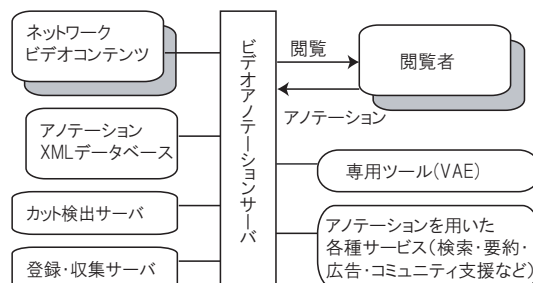 ネットワーク
ビデオコンテンツ
アノテーション
XMLデータベース
カット検出サーバ
登録・収集サーバ
ビデオアノテーションサーバ
閲覧
アノテーション
閲覧者
専用ツール(VAE)
アノテーションを用いた
各種サービス(検索・要約・
広告・コミュニティ支援など)